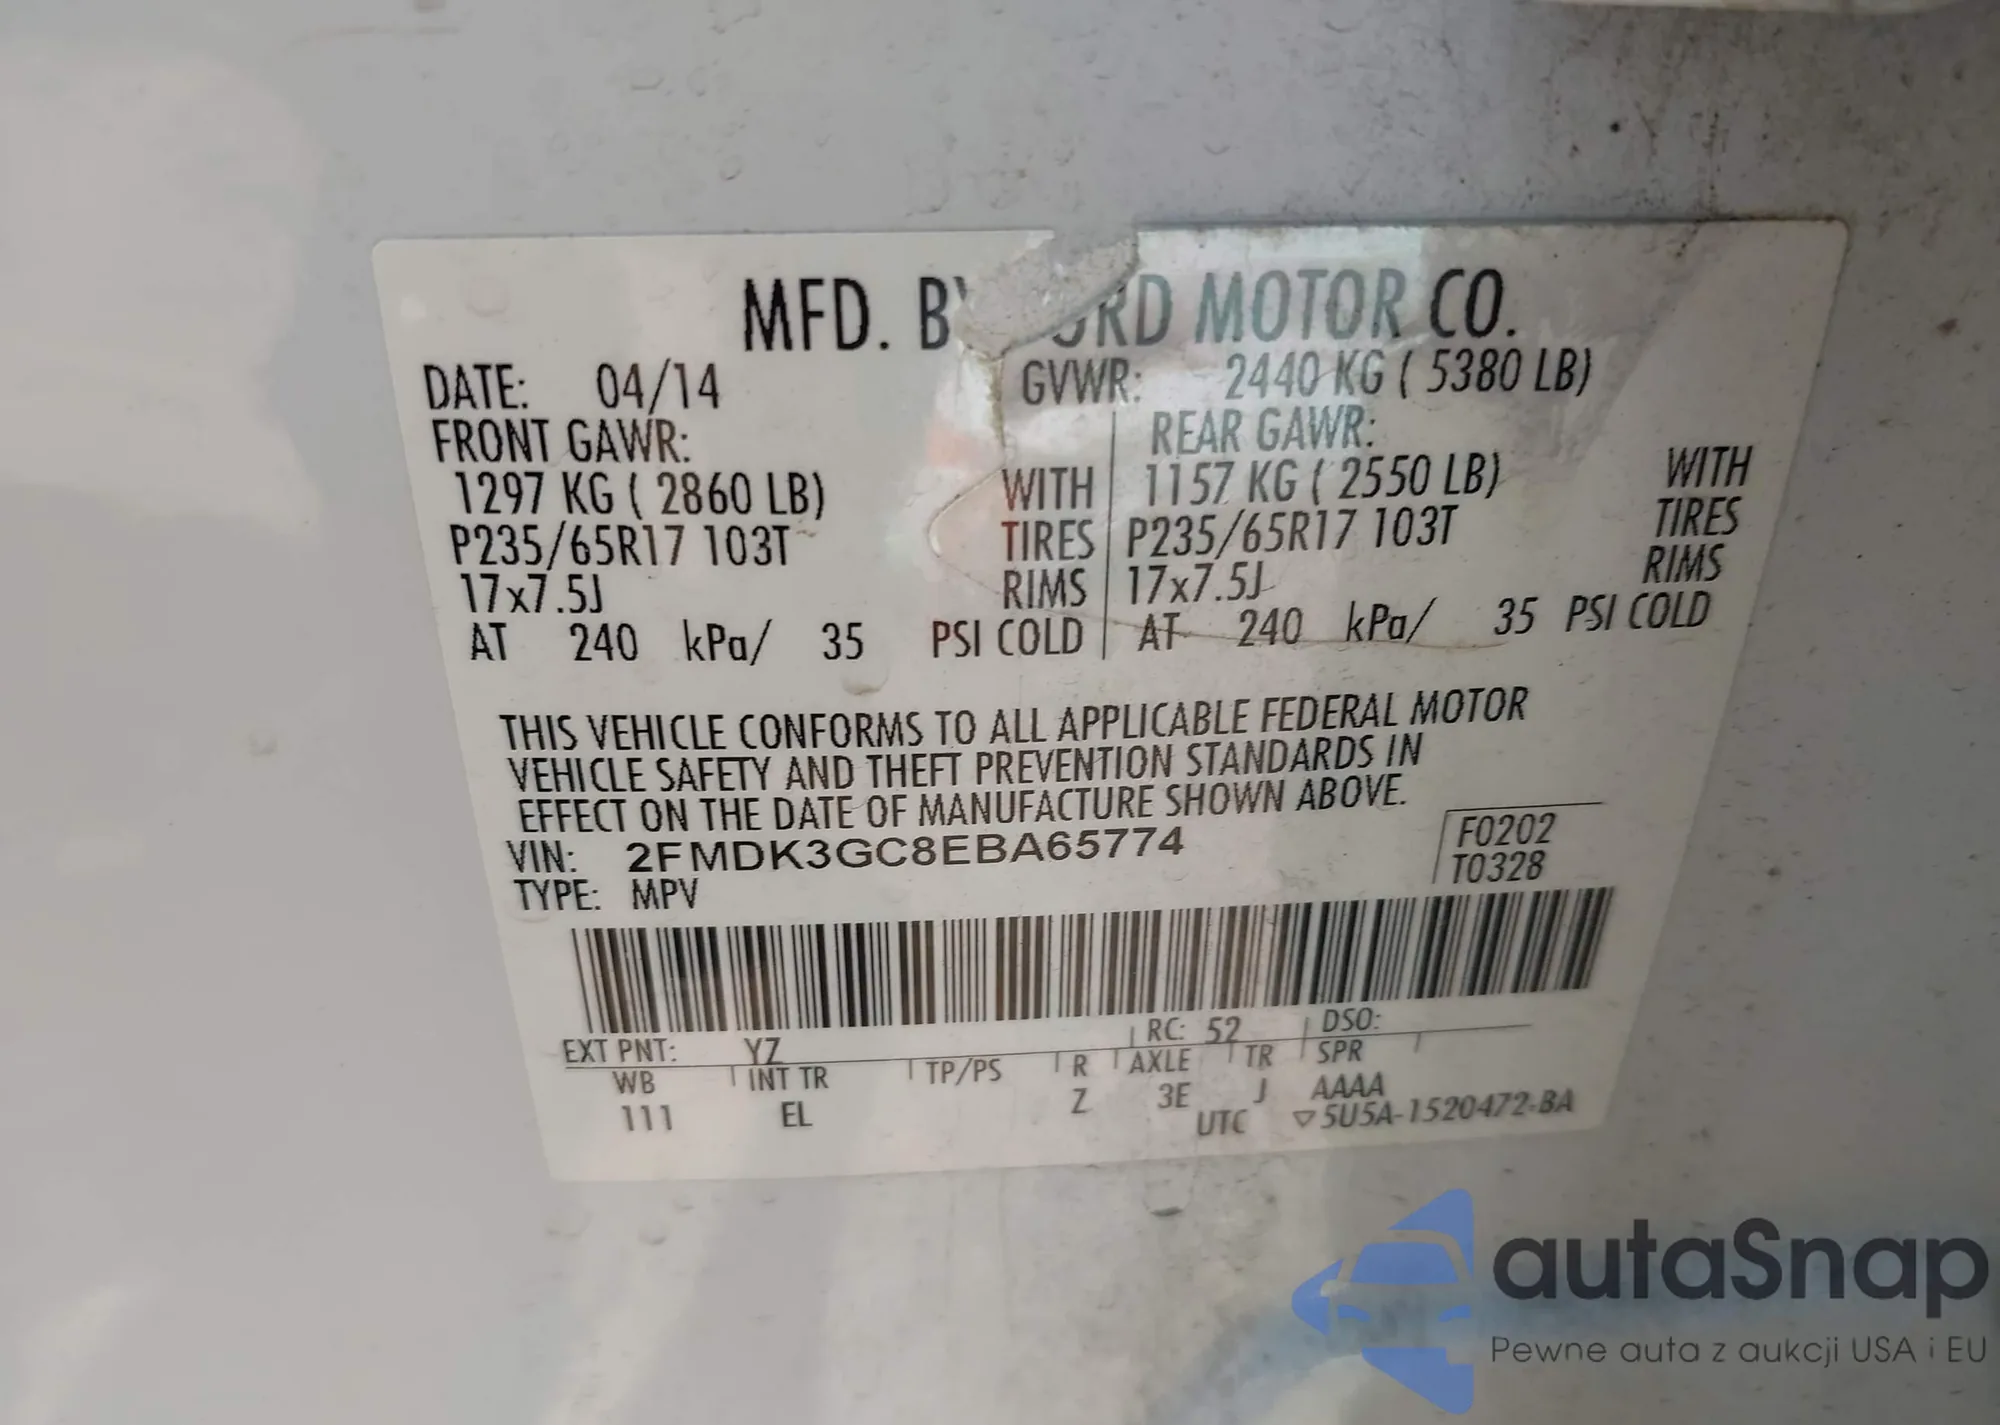 MFD. BY FORD MOTOR CO.
DATE: 04/14 GVWR: 2440 KG ( 5380 LB)
FRONT GAWR: REAR GAWR:
1297 KG ( 2860 LB) WITH 1157 KG ( 2550 LB) WITH
P235/65R17 103T TIRES P235/65R17 103T TIRES
17x7.5J RIMS 17x7.5J RIMS
AT 240 kPa/ 35 PSI COLD AT 240 kPa/ 35 PSI COLD
THIS VEHICLE CONFORMS TO ALL APPLICABLE FEDERAL MOTOR
VEHICLE SAFETY AND THEFT PREVENTION STANDARDS IN
EFFECT ON THE DATE OF MANUFACTURE SHOWN ABOVE.
VIN: 2FMDK3GC8EBA65774 F0202
TYPE: MPV T0328
EXT PNT: YZ RC: 52 DSO:
WB INT TR TP/PS R AXLE TR SPR
111 EL Z 3E J AAAA
UTC ▽5U5A-1520472-BA
autaSnap
Pewne auta z aukcji USA i EU